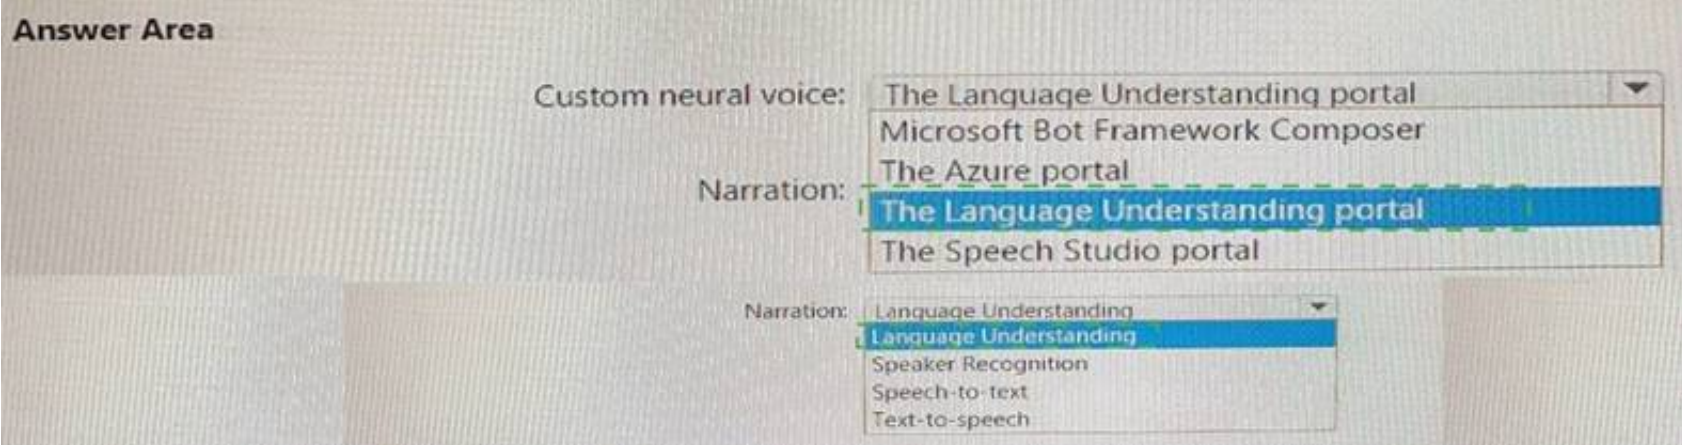 Answer Area
Custom neural voice: The Language Understanding portal
Microsoft Bot Framework Composer
The Azure portal
Narration:
The Language Understanding portal
The Speech Studio portal
Narration: Language Understanding
Language Understanding
Speaker Recognition
Speech-to-text
Text-to-speech